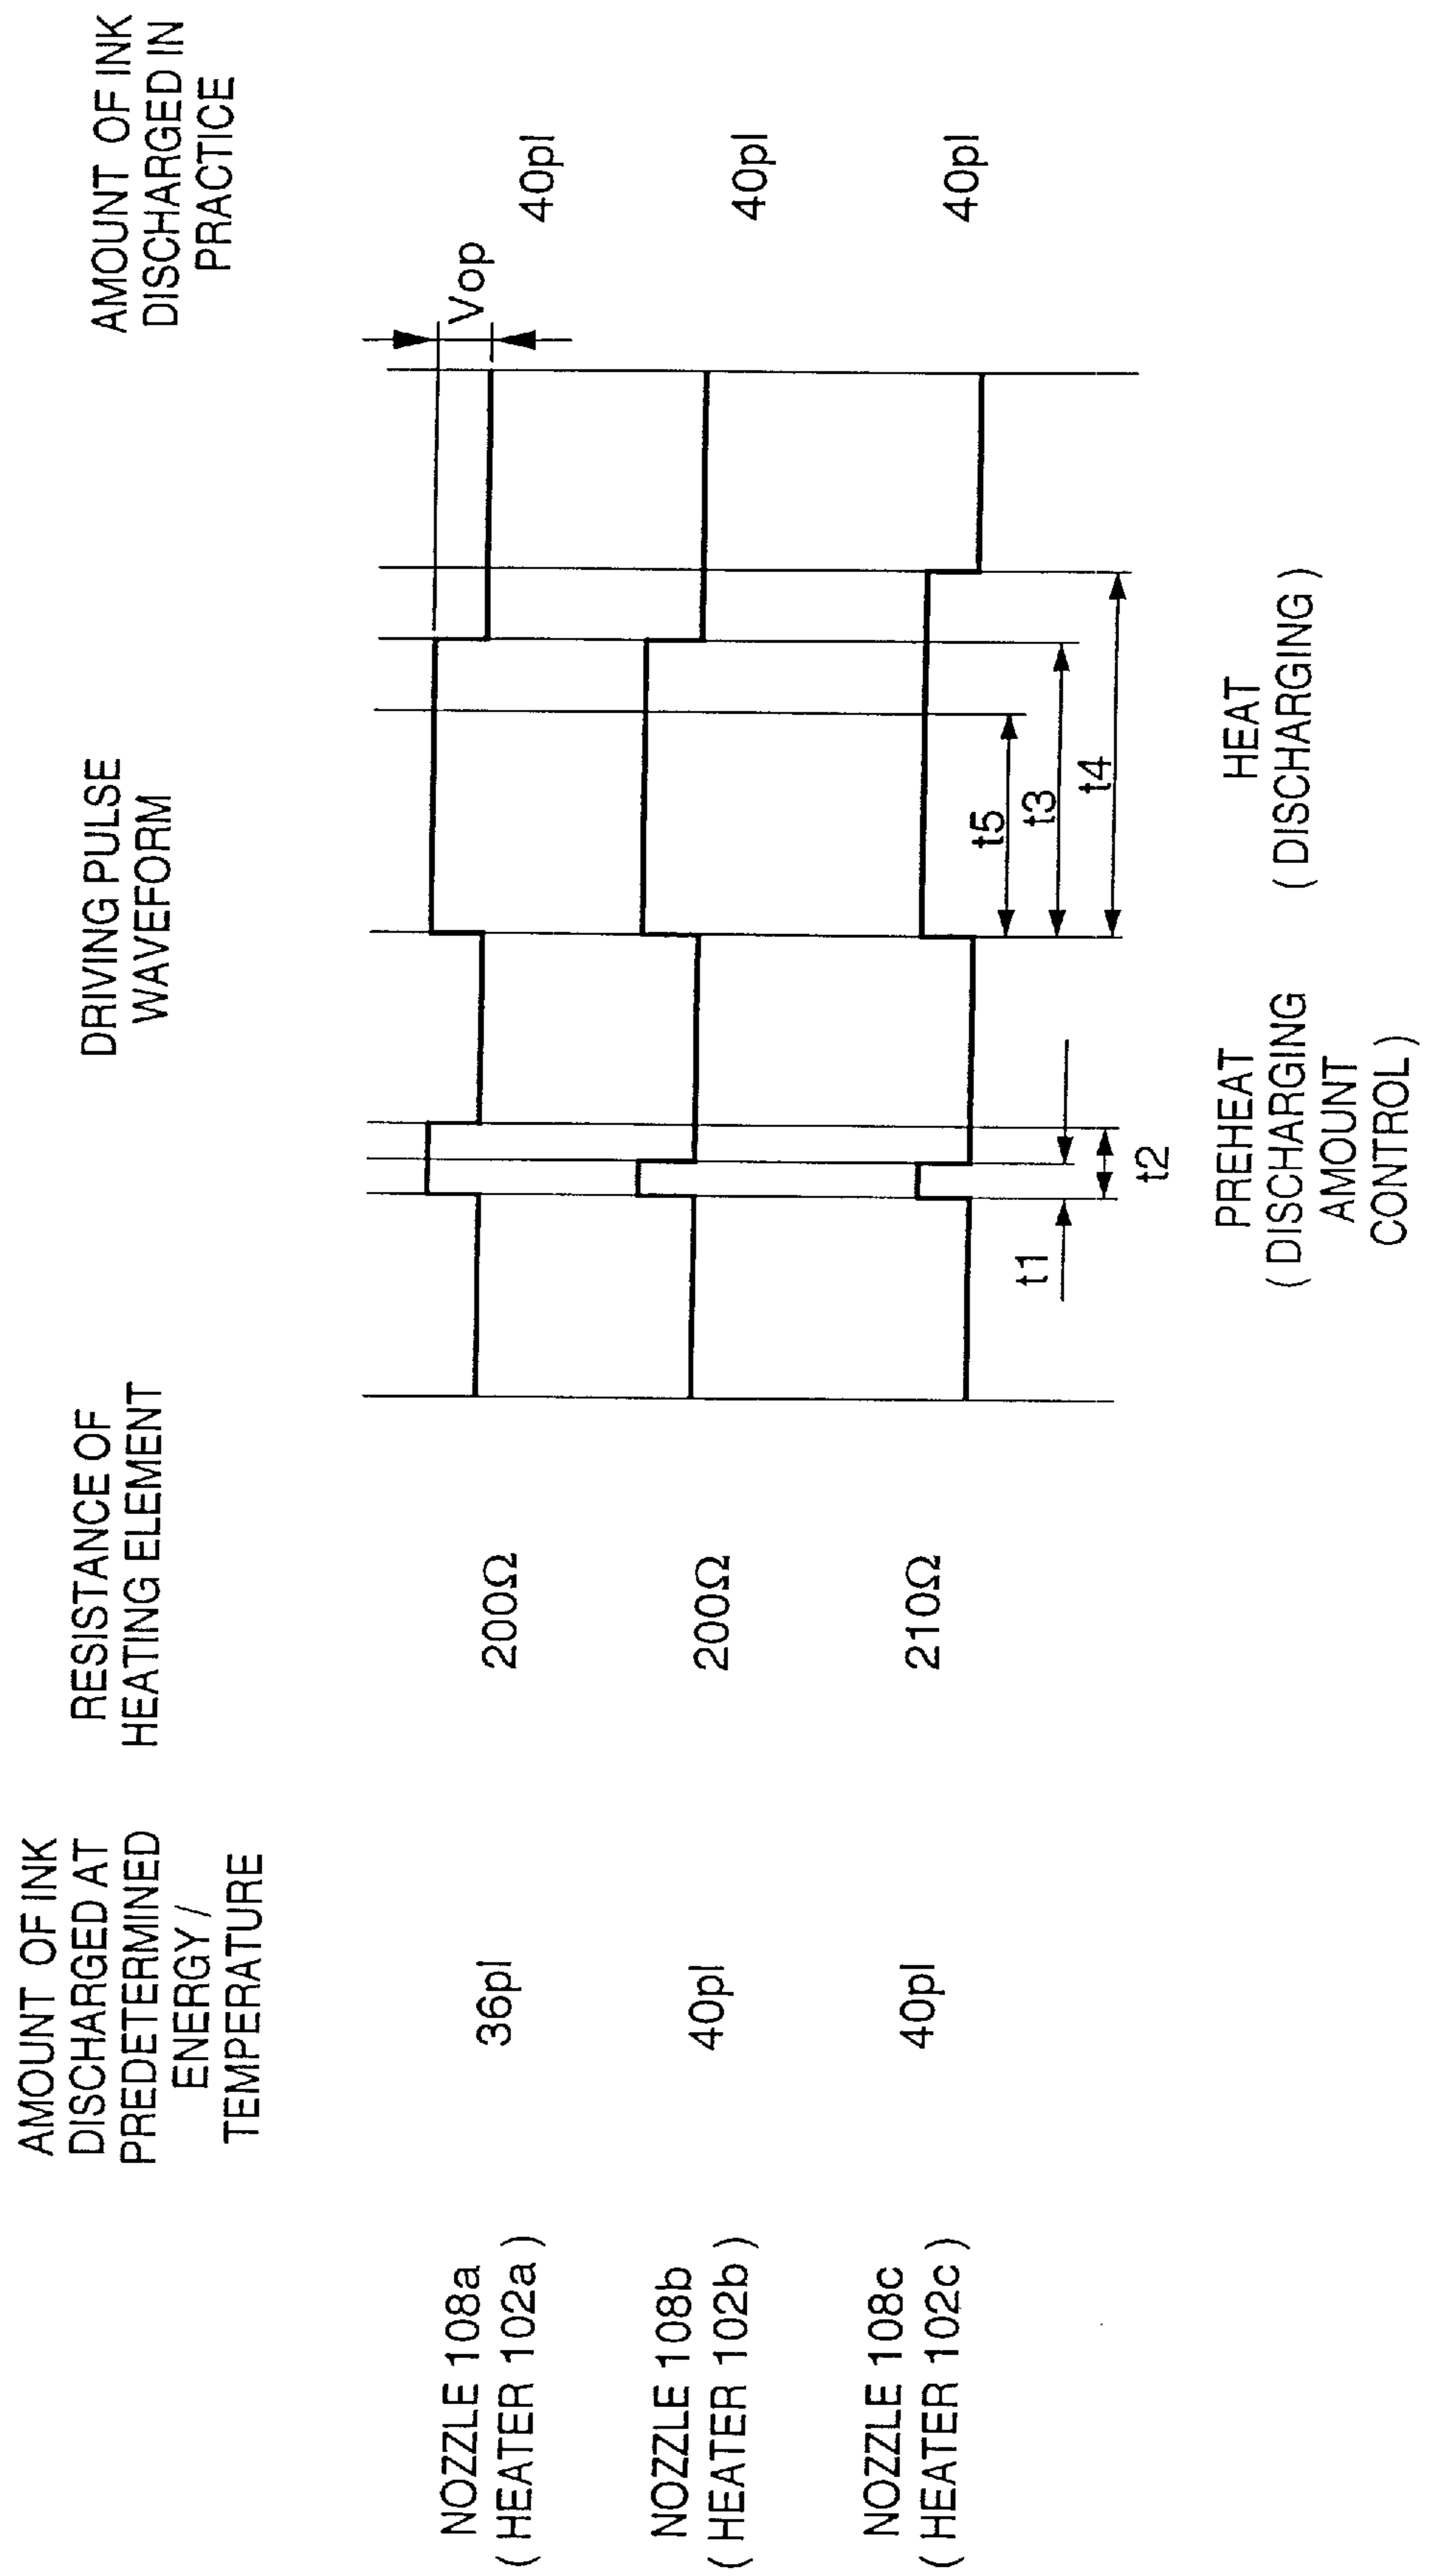 AMOUNT OF INK
DISCHARGED AT
PREDETERMINED
ENERGY /
TEMPERATURE
RESISTANCE OF
HEATING ELEMENT
DRIVING PULSE
WAVEFORM
AMOUNT OF INK
DISCHARGED IN
PRACTICE
Vop
NOZZLE 108a
( HEATER 102a )
36pl
200Ω
40pl
NOZZLE 108b
( HEATER 102b )
40pl
200Ω
40pl
NOZZLE 108c
( HEATER 102c )
40pl
210Ω
40pl
t5
t3
t4
t1
t2
PREHEAT
( DISCHARGING
AMOUNT
CONTROL )
HEAT
( DISCHARGING )